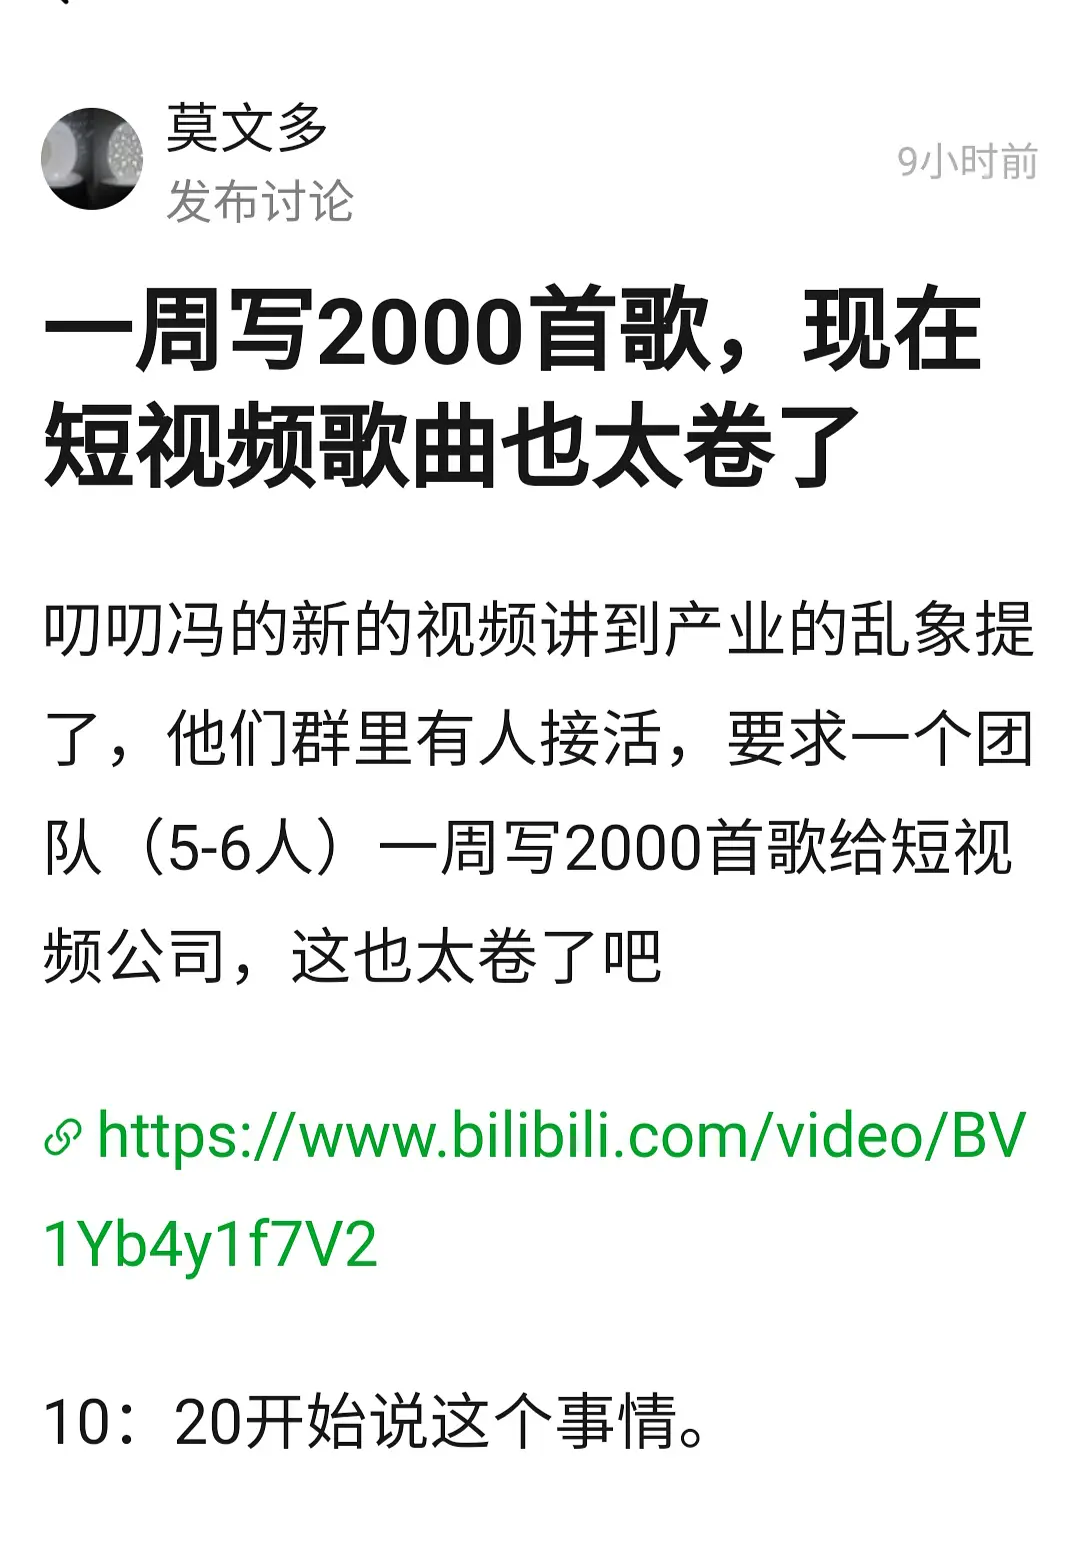 莫文多
发布讨论
9小时前
一周写2000首歌，现在
短视频歌曲也太卷了
叨叨冯的新的视频讲到产业的乱象提
了，他们群里有人接活，要求一个团
队（5-6人）一周写2000首歌给短视
频公司，这也太卷了吧
https://www.bilibili.com/video/BV
1Yb4y1f7V2
10：20开始说这个事情。